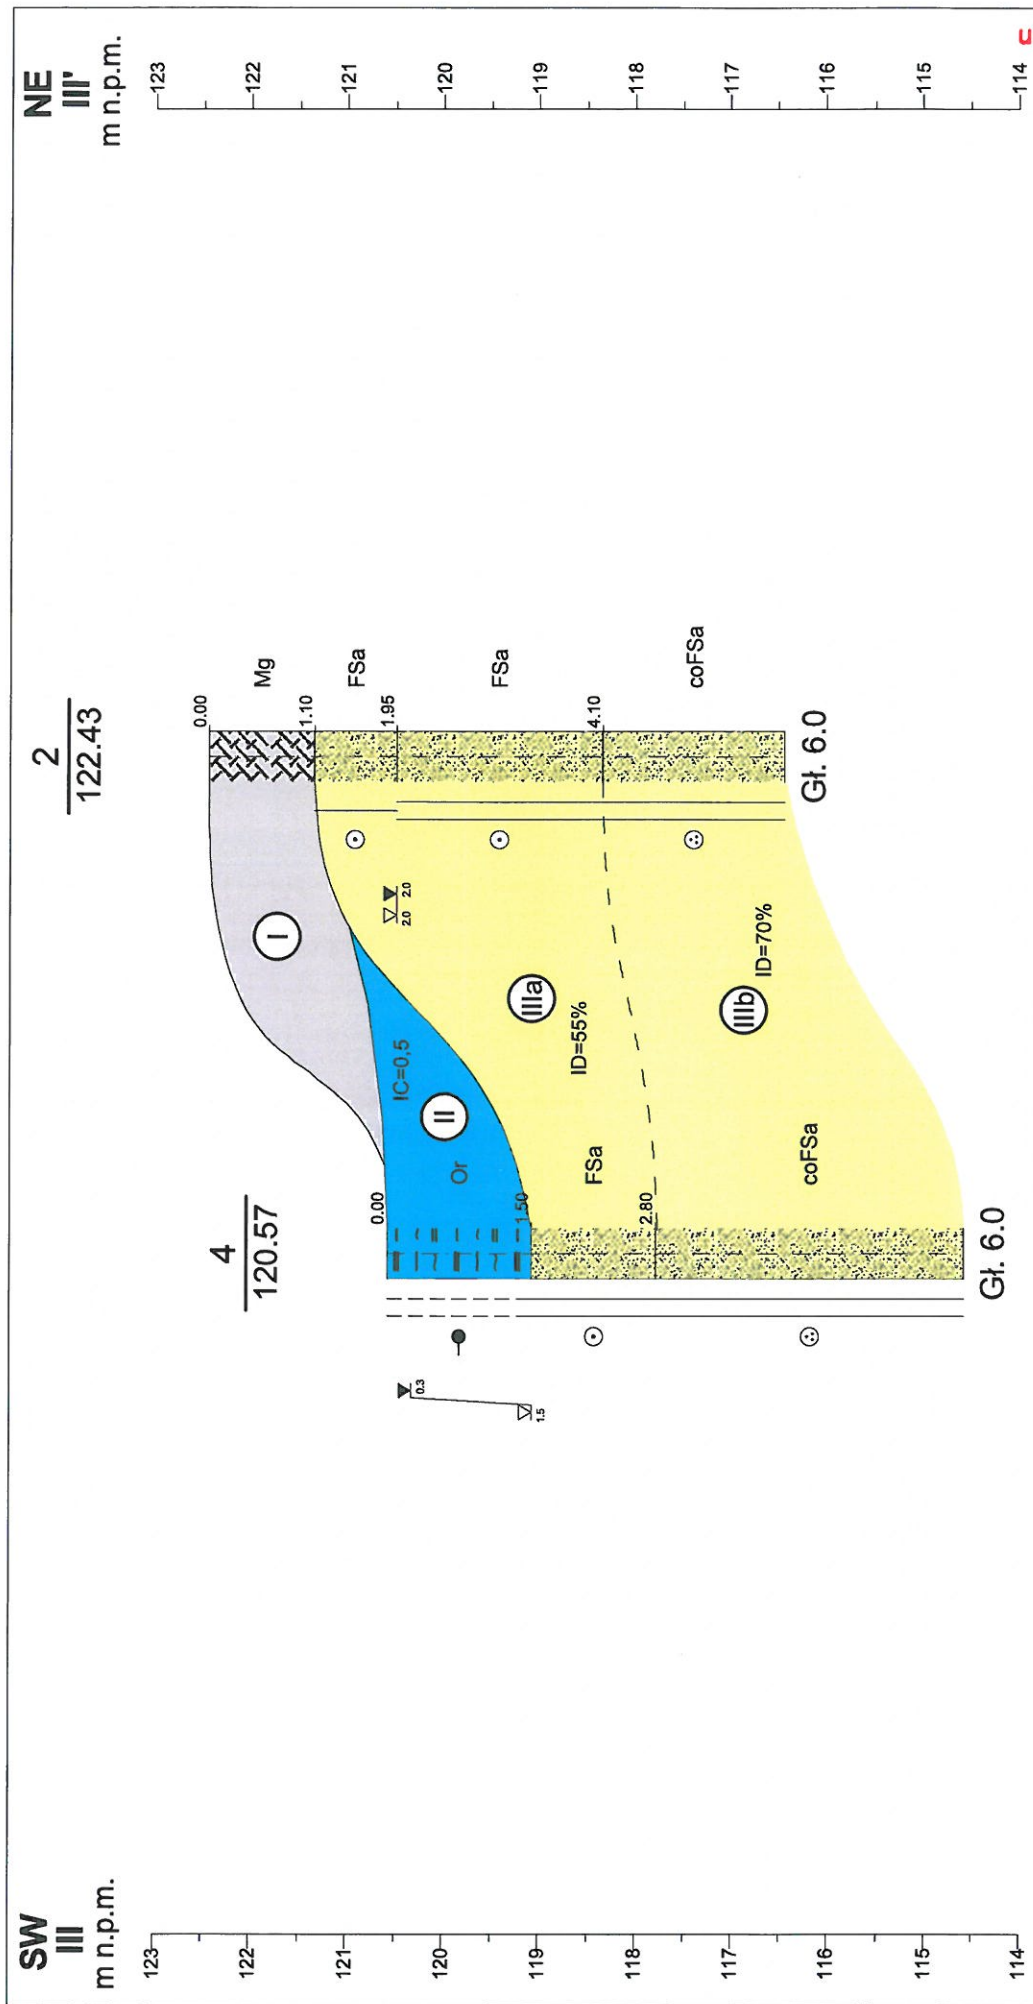 SW
III
m n.p.m.
123
122
121
120
119
118
117
116
115
114
4
120.57
0.00
1.50
2.80
0.3
1.5
Or
FSa
coFSa
Gł. 6.0
I
II
IC=0,5
IIIa
ID=55%
IIIb
ID=70%
2.0
2.0
2
122.43
0.00
Mg
1.10
FSa
1.95
FSa
4.10
coFSa
Gł. 6.0
NE
III'
m n.p.m.
123
122
121
120
119
118
117
116
115
114